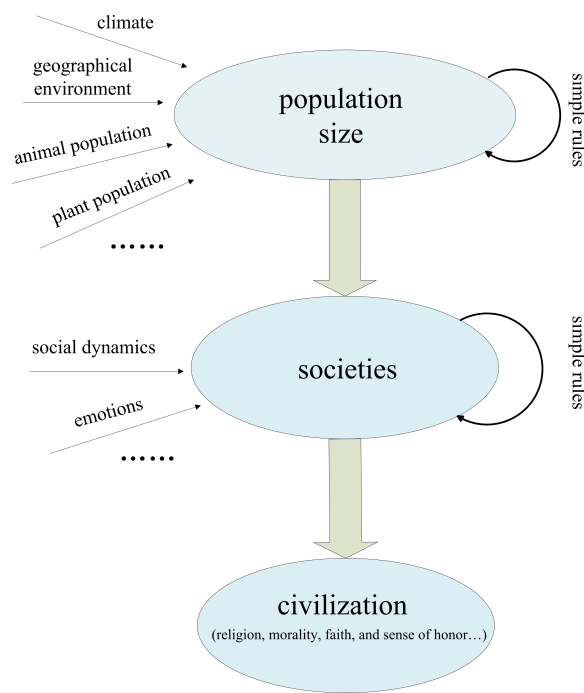 climate
geographical
environment
animal population
plant population
......
population
size
simple rules
social dynamics
emotions
......
societies
simple rules
civilization
(religion, morality, faith, and sense of honor...)